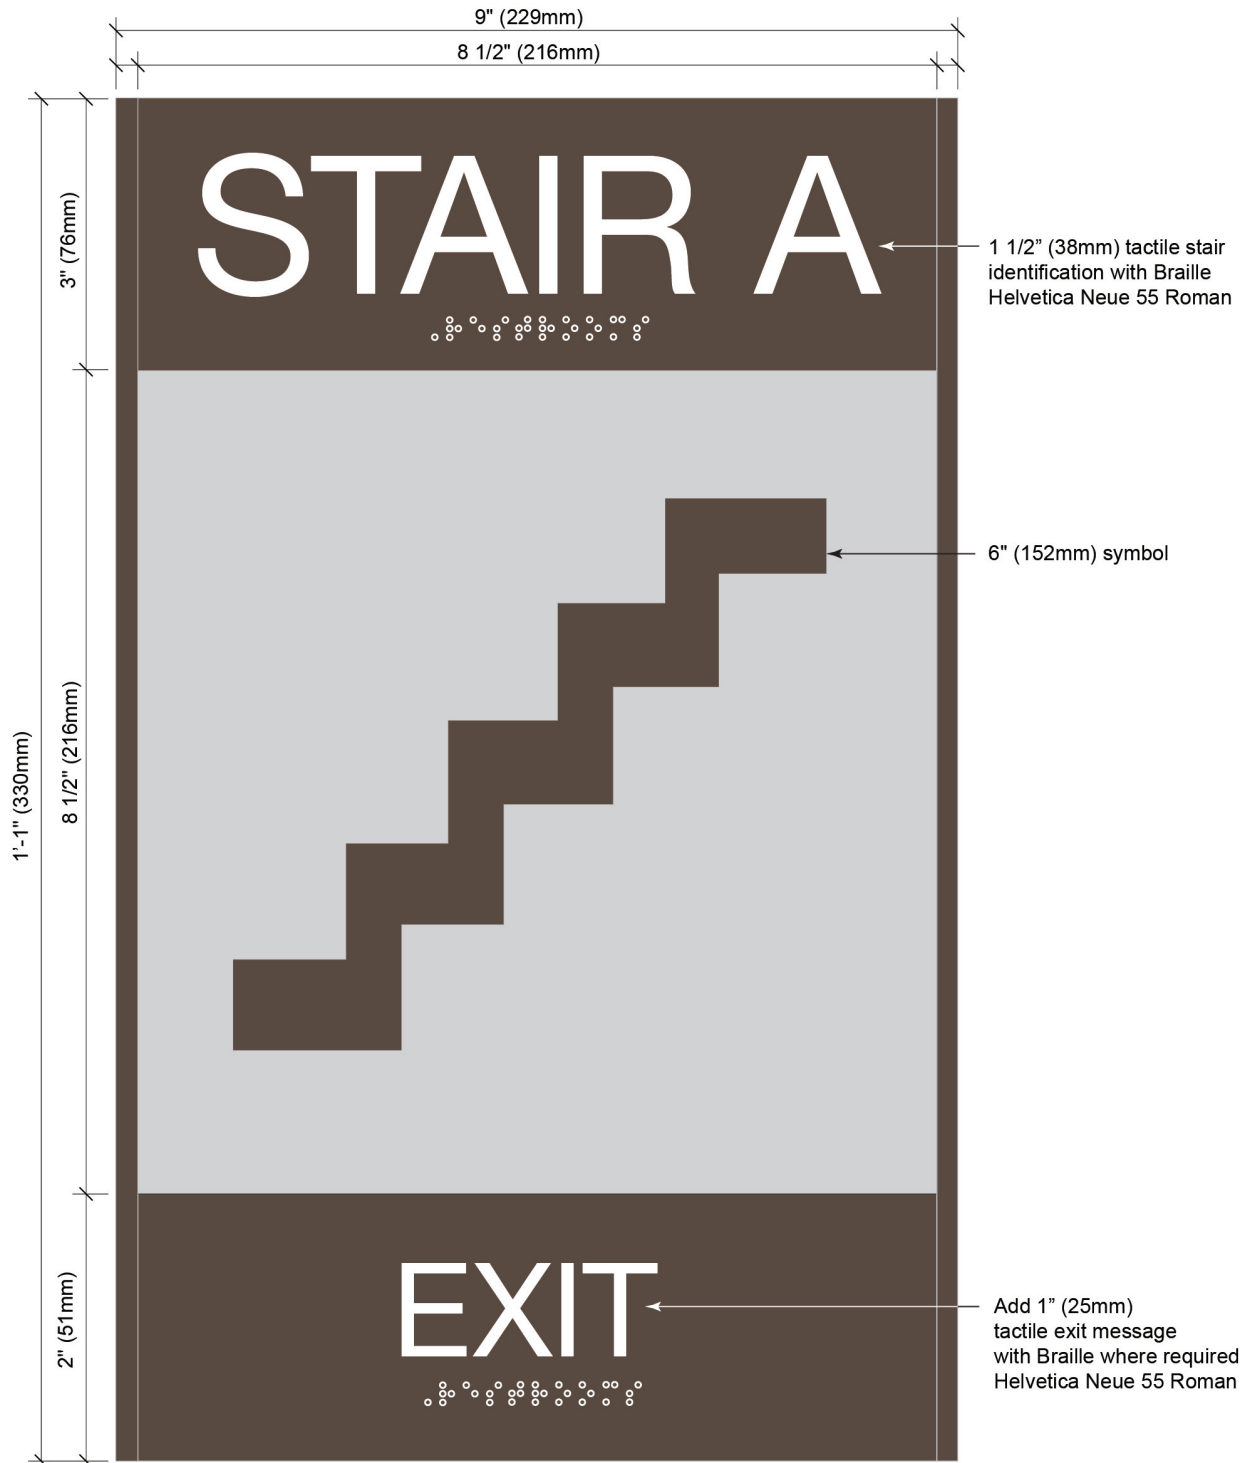 9" (229mm)
8 1/2" (216mm)
3" (76mm)
STAIR A
1 1/2” (38mm) tactile stair
identification with Braille
Helvetica Neue 55 Roman
6" (152mm) symbol
8 1/2" (216mm)
1'-1" (330mm)
2" (51mm)
EXIT
Add 1” (25mm)
tactile exit message
with Braille where required
Helvetica Neue 55 Roman